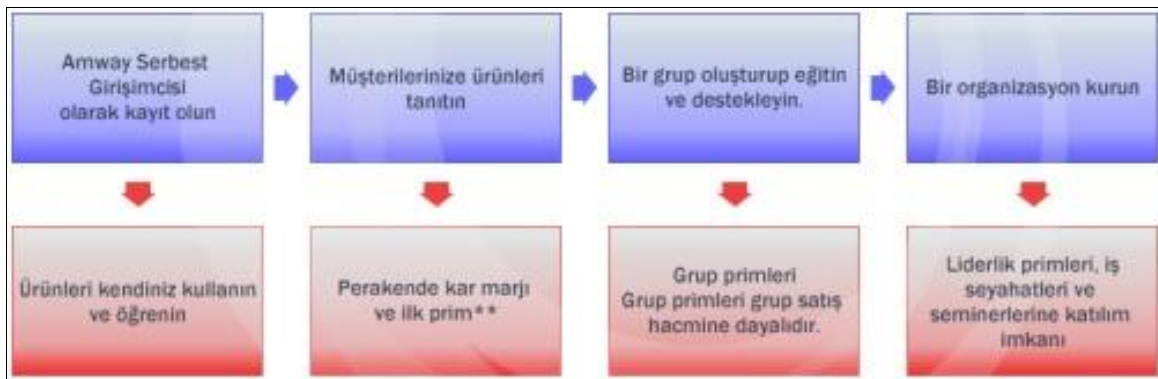 Amway Serbest
Girişimcisi
olarak kayıt olun
Müşterilerinize ürünleri
tanıtın
Bir grup oluşturup eğitin
ve destekleyin.
Bir organizasyon kurun
Ürünleri kendiniz kullanın
ve öğrenin
Perakende kar marjı
ve ilk prim**
Grup primleri
Grup primleri grup satış
hacmine dayalıdır.
Liderlik primleri, iş
seyahatleri ve
seminerlerine katılım
imkanı